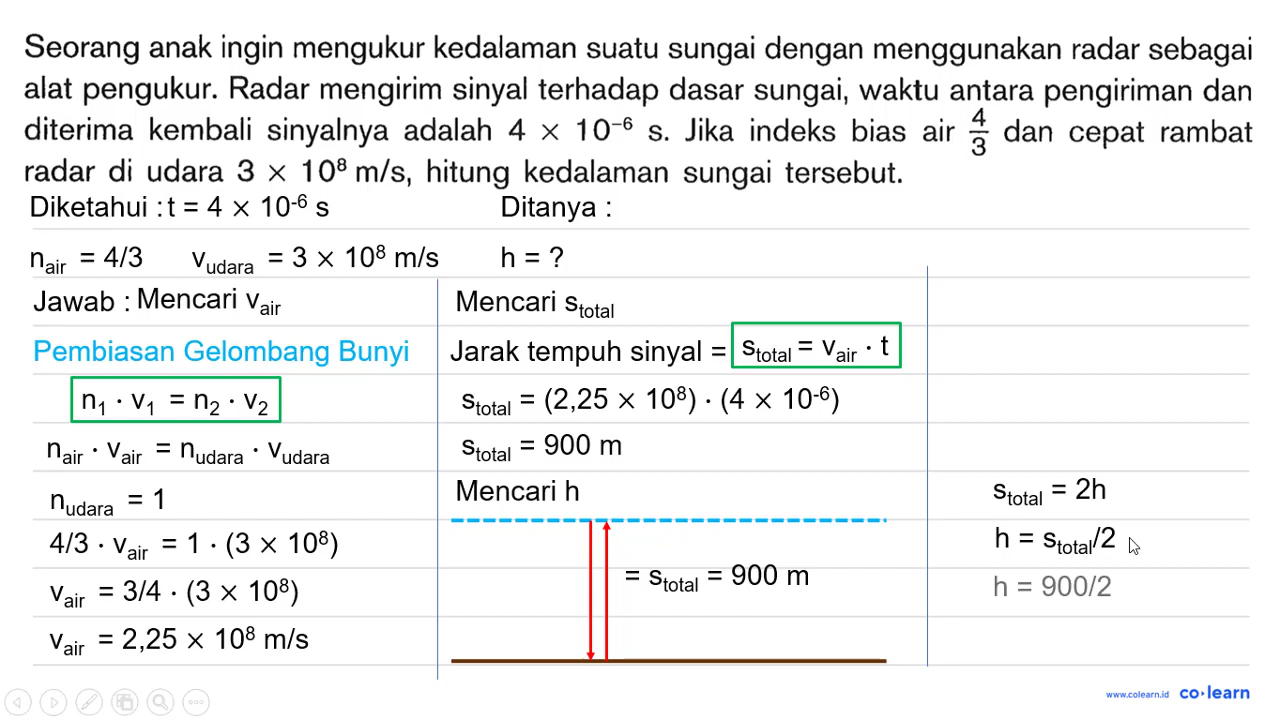 Seorang anak ingin mengukur kedalaman suatu sungai dengan menggunakan radar sebagai
alat pengukur. Radar mengirim sinyal terhadap dasar sungai, waktu antara pengiriman dan
diterima kembali sinyalnya adalah 4 × 10⁻⁶ s. Jika indeks bias air 4/3 dan cepat rambat
radar di udara 3 × 10⁸ m/s, hitung kedalaman sungai tersebut.
Diketahui : t = 4 × 10⁻⁶ s
n_air = 4/3 v_udara = 3 × 10⁸ m/s
Ditanya :
h = ?
Jawab : Mencari v_air
Pembiasan Gelombang Bunyi
n₁ · v₁ = n₂ · v₂
n_air · v_air = n_udara · v_udara
n_udara = 1
4/3 · v_air = 1 · (3 × 10⁸)
v_air = 3/4 · (3 × 10⁸)
v_air = 2,25 × 10⁸ m/s
Mencari s_total
Jarak tempuh sinyal = s_total = v_air · t
s_total = (2,25 × 10⁸) · (4 × 10⁻⁶)
s_total = 900 m
Mencari h
= s_total = 900 m
s_total = 2h
h = s_total/2
h = 900/2
www.colearn.id co·learn